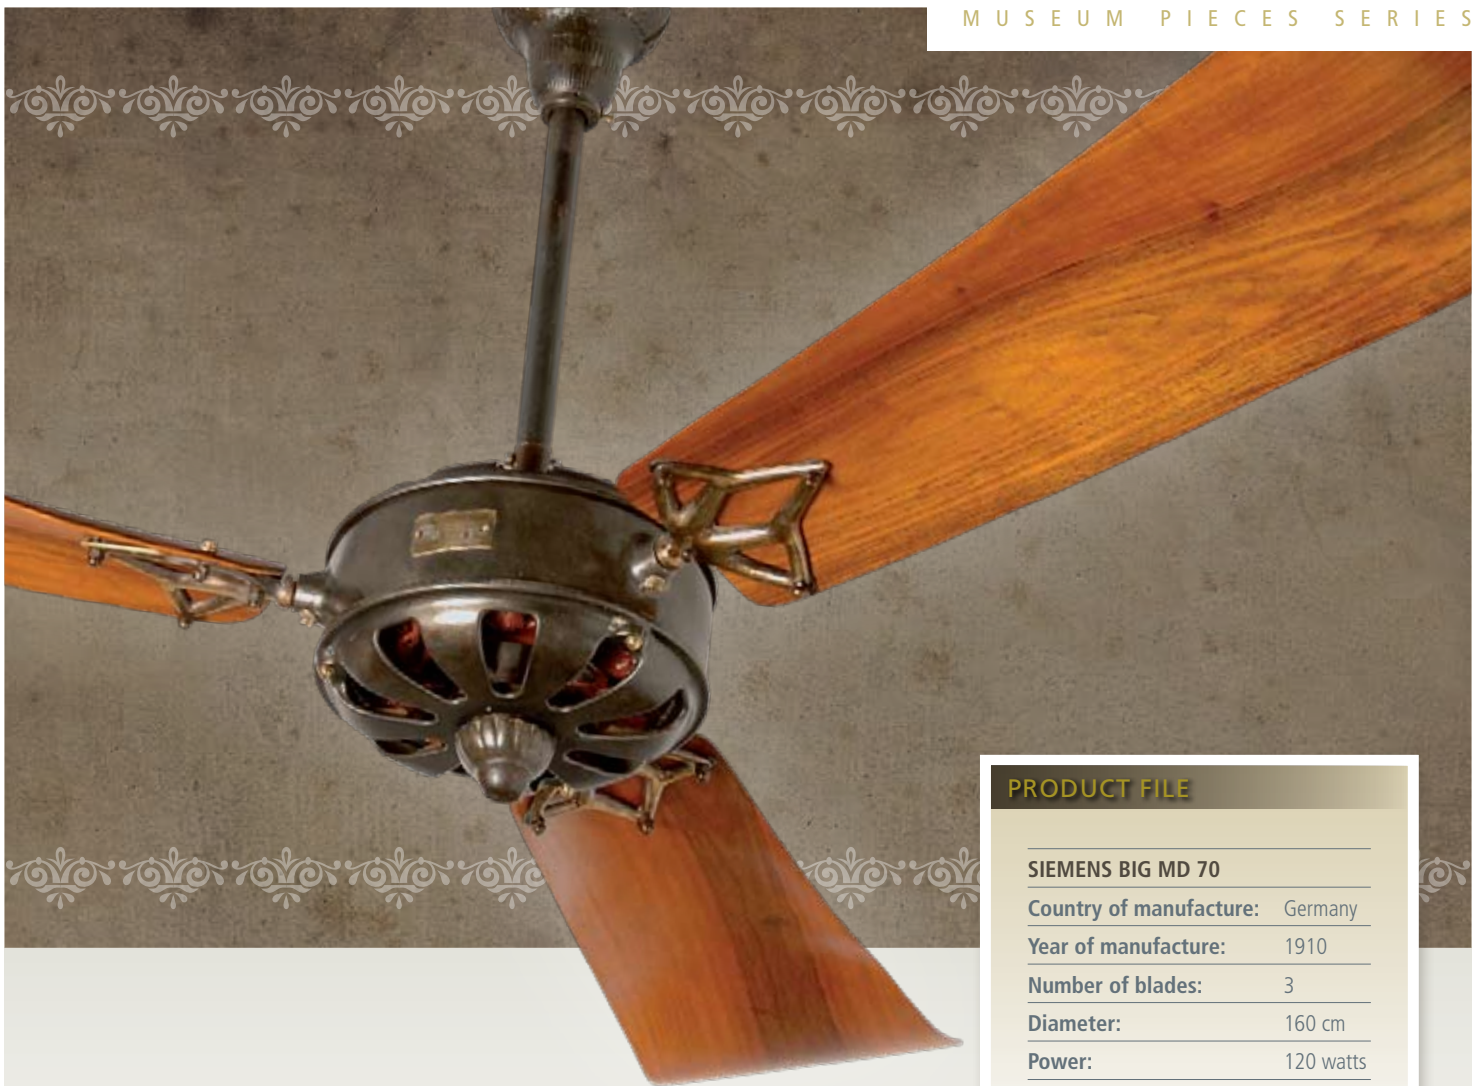 MUSEUM PIECES SERIES
PRODUCT FILE
SIEMENS BIG MD 70
Country of manufacture: Germany
Year of manufacture: 1910
Number of blades: 3
Diameter: 160 cm
Power: 120 watts